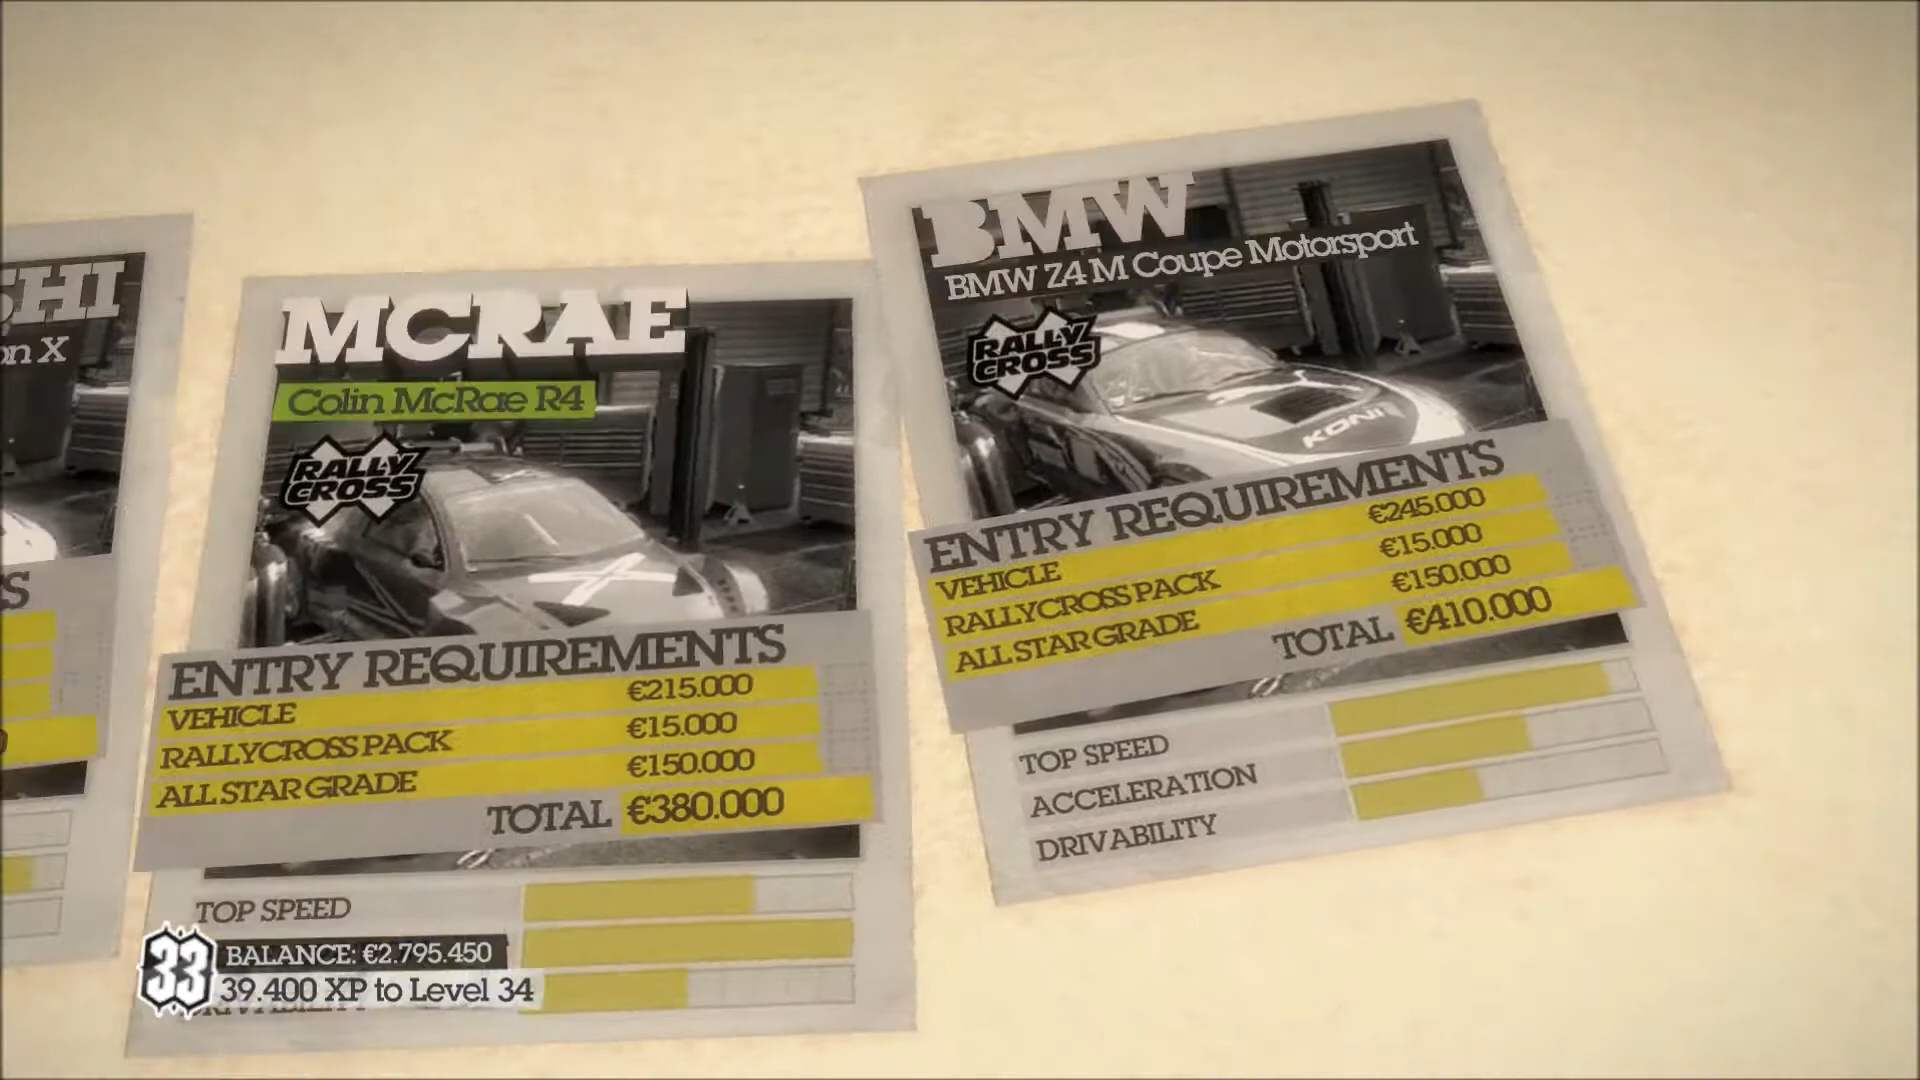 SHI
on X
S
MCRAE
Colin McRae R4
RALLY
CROSS
ENTRY REQUIREMENTS
VEHICLE €215.000
RALLYCROSS PACK €15.000
ALL STAR GRADE €150.000
TOTAL €380.000
TOP SPEED
33
BALANCE: €2.795.450
39.400 XP to Level 34
BMW
BMW Z4 M Coupe Motorsport
RALLY
CROSS
KONI
ENTRY REQUIREMENTS
VEHICLE €245.000
RALLYCROSS PACK €15.000
ALL STAR GRADE €150.000
TOTAL €410.000
TOP SPEED
ACCELERATION
DRIVABILITY